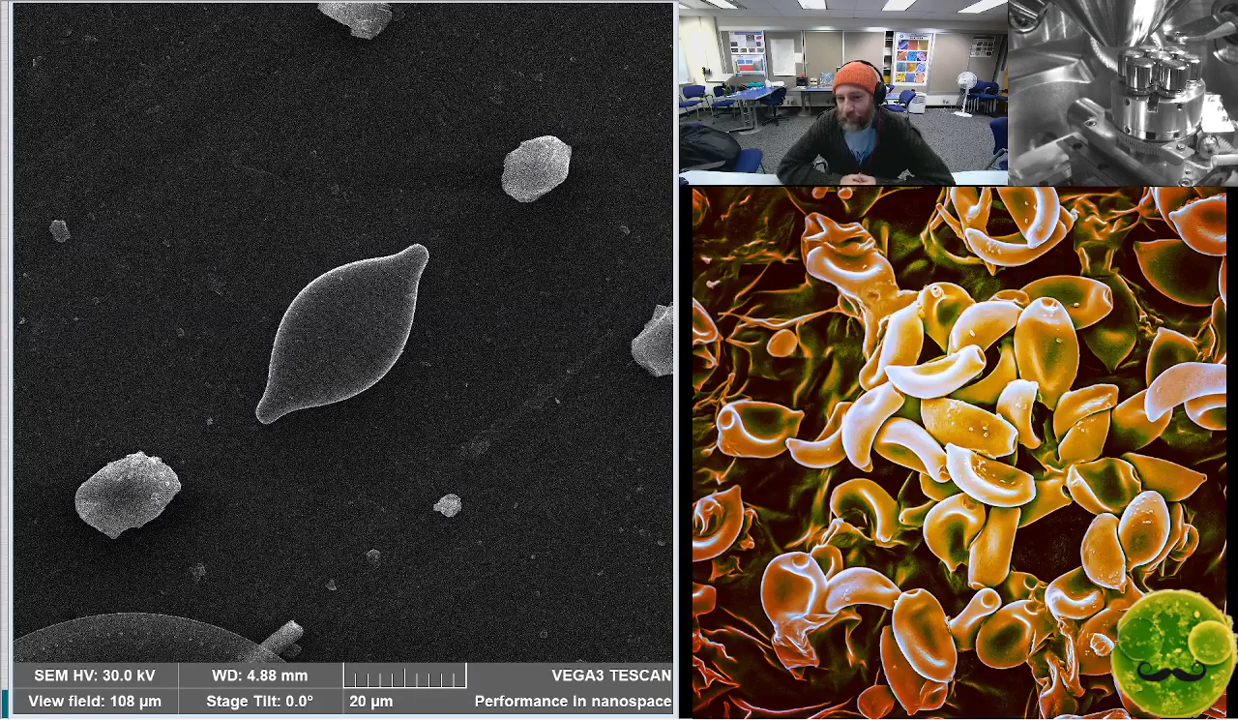 SEM HV: 30.0 kV
WD: 4.88 mm
VEGA3 TESCAN
View field: 108 µm
Stage Tilt: 0.0°
20 µm
Performance in nanospace